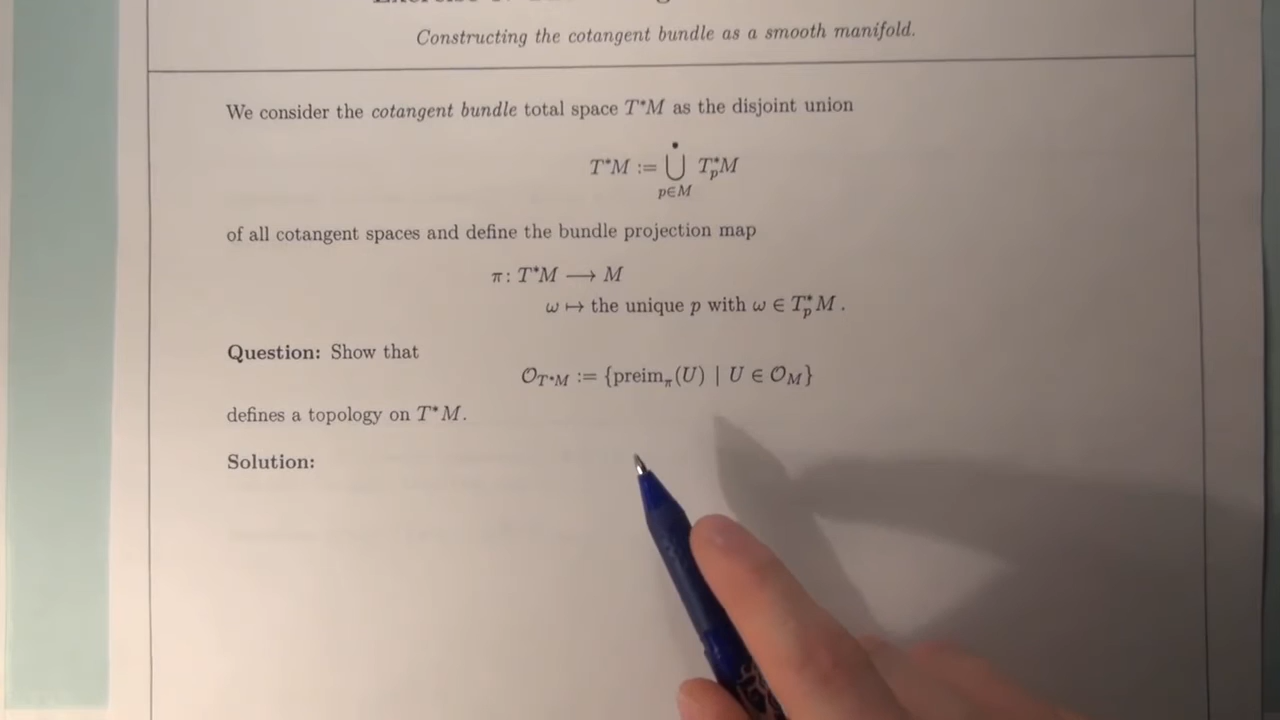 Constructing the cotangent bundle as a smooth manifold.
We consider the cotangent bundle total space T*M as the disjoint union
T*M := ⋃̇ T*ₚM
p∈M
of all cotangent spaces and define the bundle projection map
π: T*M ⟶ M
ω ↦ the unique p with ω ∈ T*ₚM .
Question: Show that
𝒪_{T*M} := {preim_π(U) | U ∈ 𝒪_M}
defines a topology on T*M.
Solution: